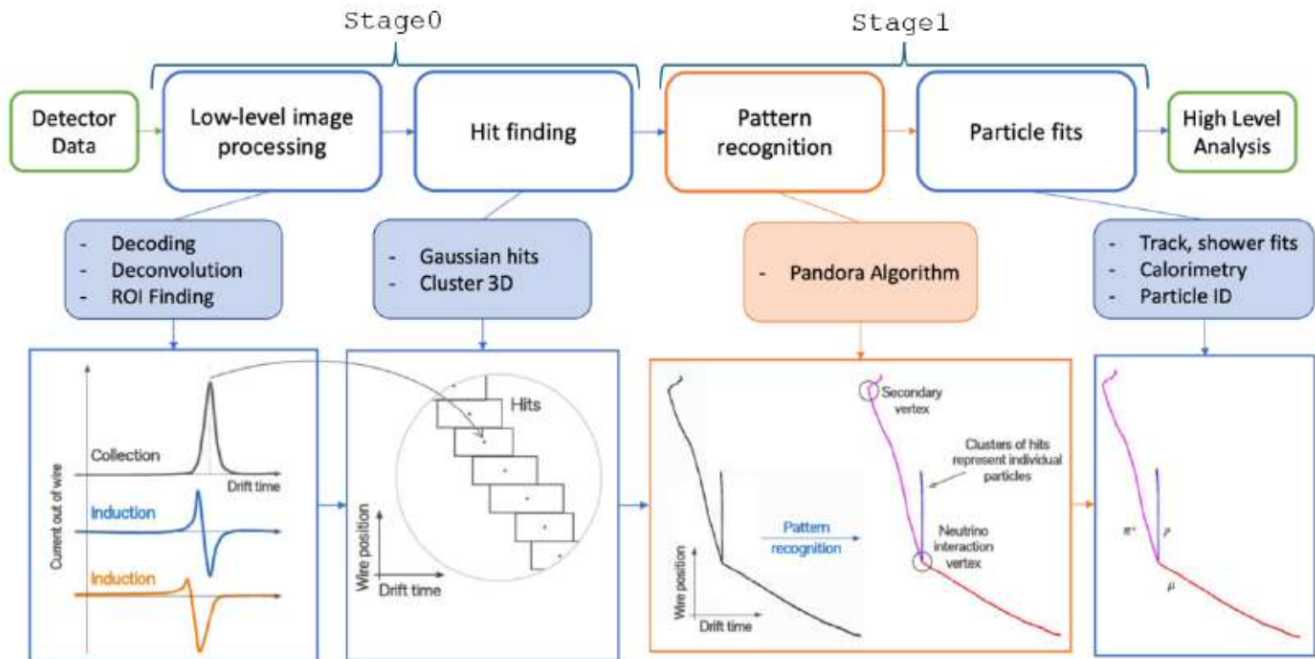 Stage0
Stage1
Detector
Data
Low-level image
processing
Hit finding
Pattern
recognition
Particle fits
High Level
Analysis
- Decoding
- Deconvolution
- ROI Finding
- Gaussian hits
- Cluster 3D
- Pandora Algorithm
- Track, shower fits
- Calorimetry
- Particle ID
Current out of wire
Collection
Drift time
Induction
Induction
Hits
Wire position
Drift time
Wire position
Drift time
Pattern
recognition
Secondary
vertex
Clusters of hits
represent individual
particles
Neutrino
interaction
vertex
μ